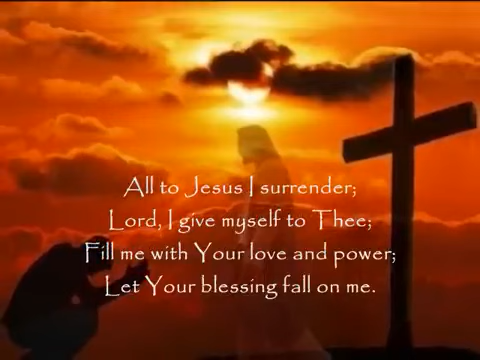 All to Jesus I surrender;
Lord, I give myself to Thee;
Fill me with Your love and power;
Let Your blessing fall on me.